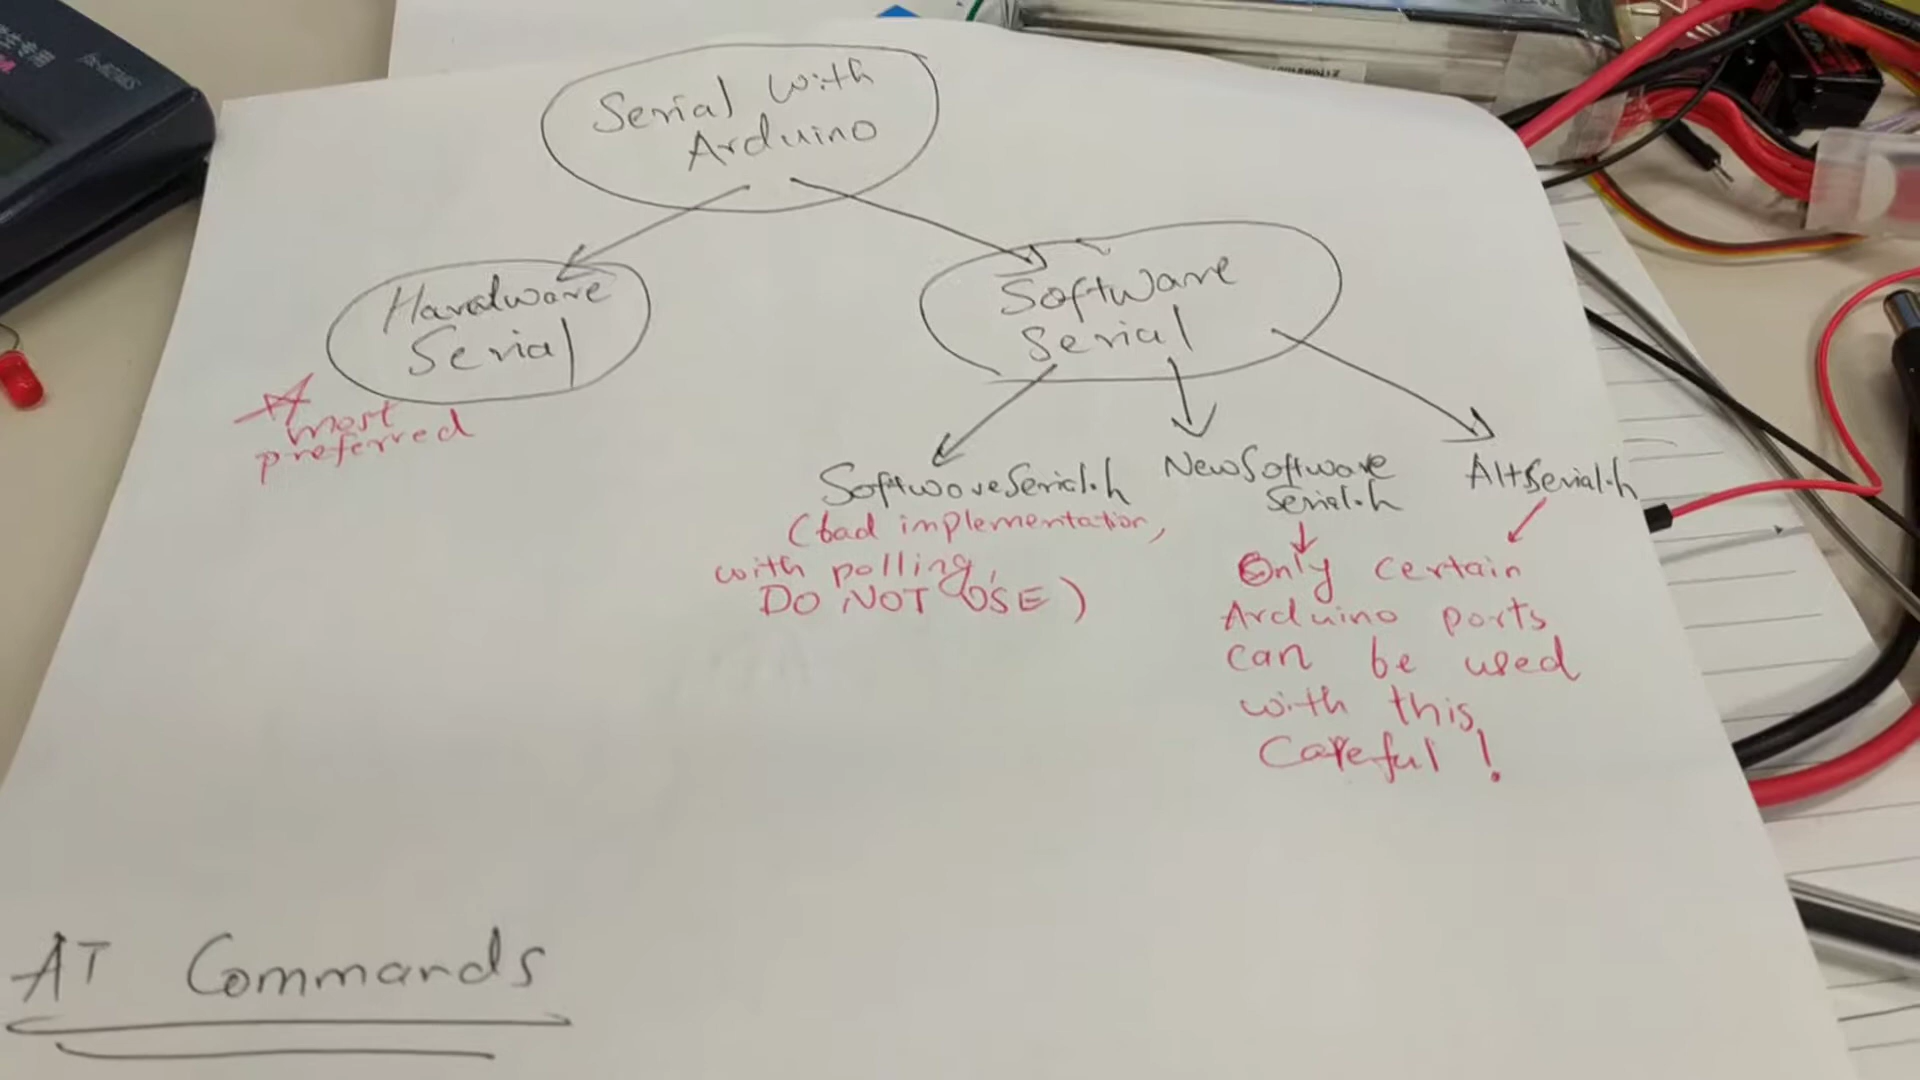 Serial with
Arduino
Hardware
Serial
most
preferred
Software
Serial
SoftwareSerial.h
(bad implementation,
with polling,
DO NOT USE)
NewSoftware
Serial.h
AltSerial.h
Only certain
Arduino ports
can be used
with this,
Careful!
AT Commands